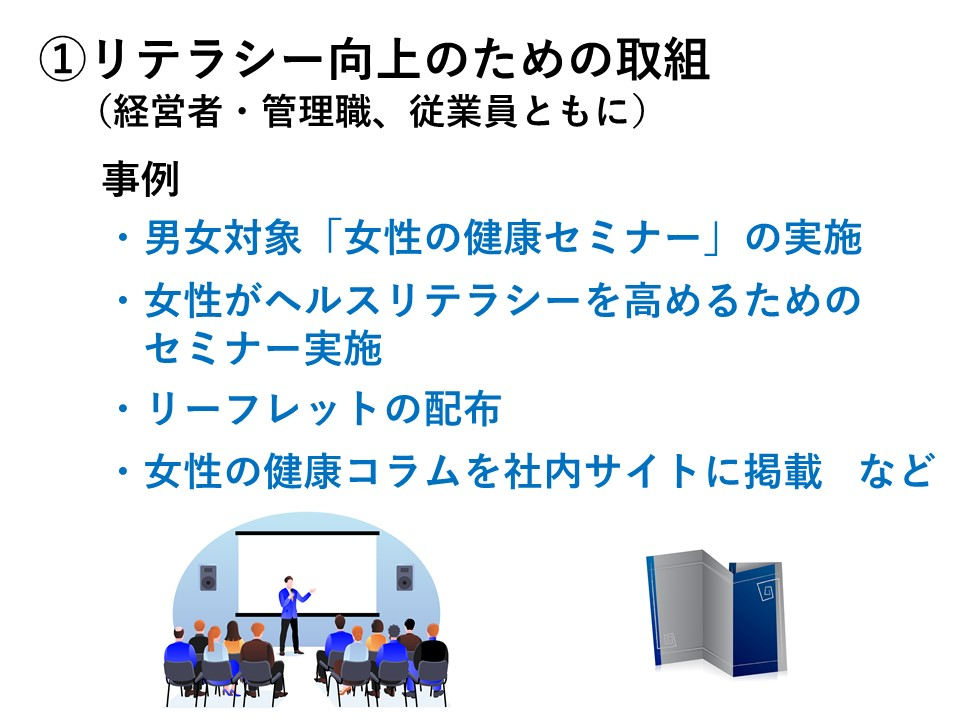 ①リテラシー向上のための取組
（経営者・管理職、従業員ともに）
事例
・男女対象「女性の健康セミナー」の実施
・女性がヘルスリテラシーを高めるための
セミナー実施
・リーフレットの配布
・女性の健康コラムを社内サイトに掲載　など